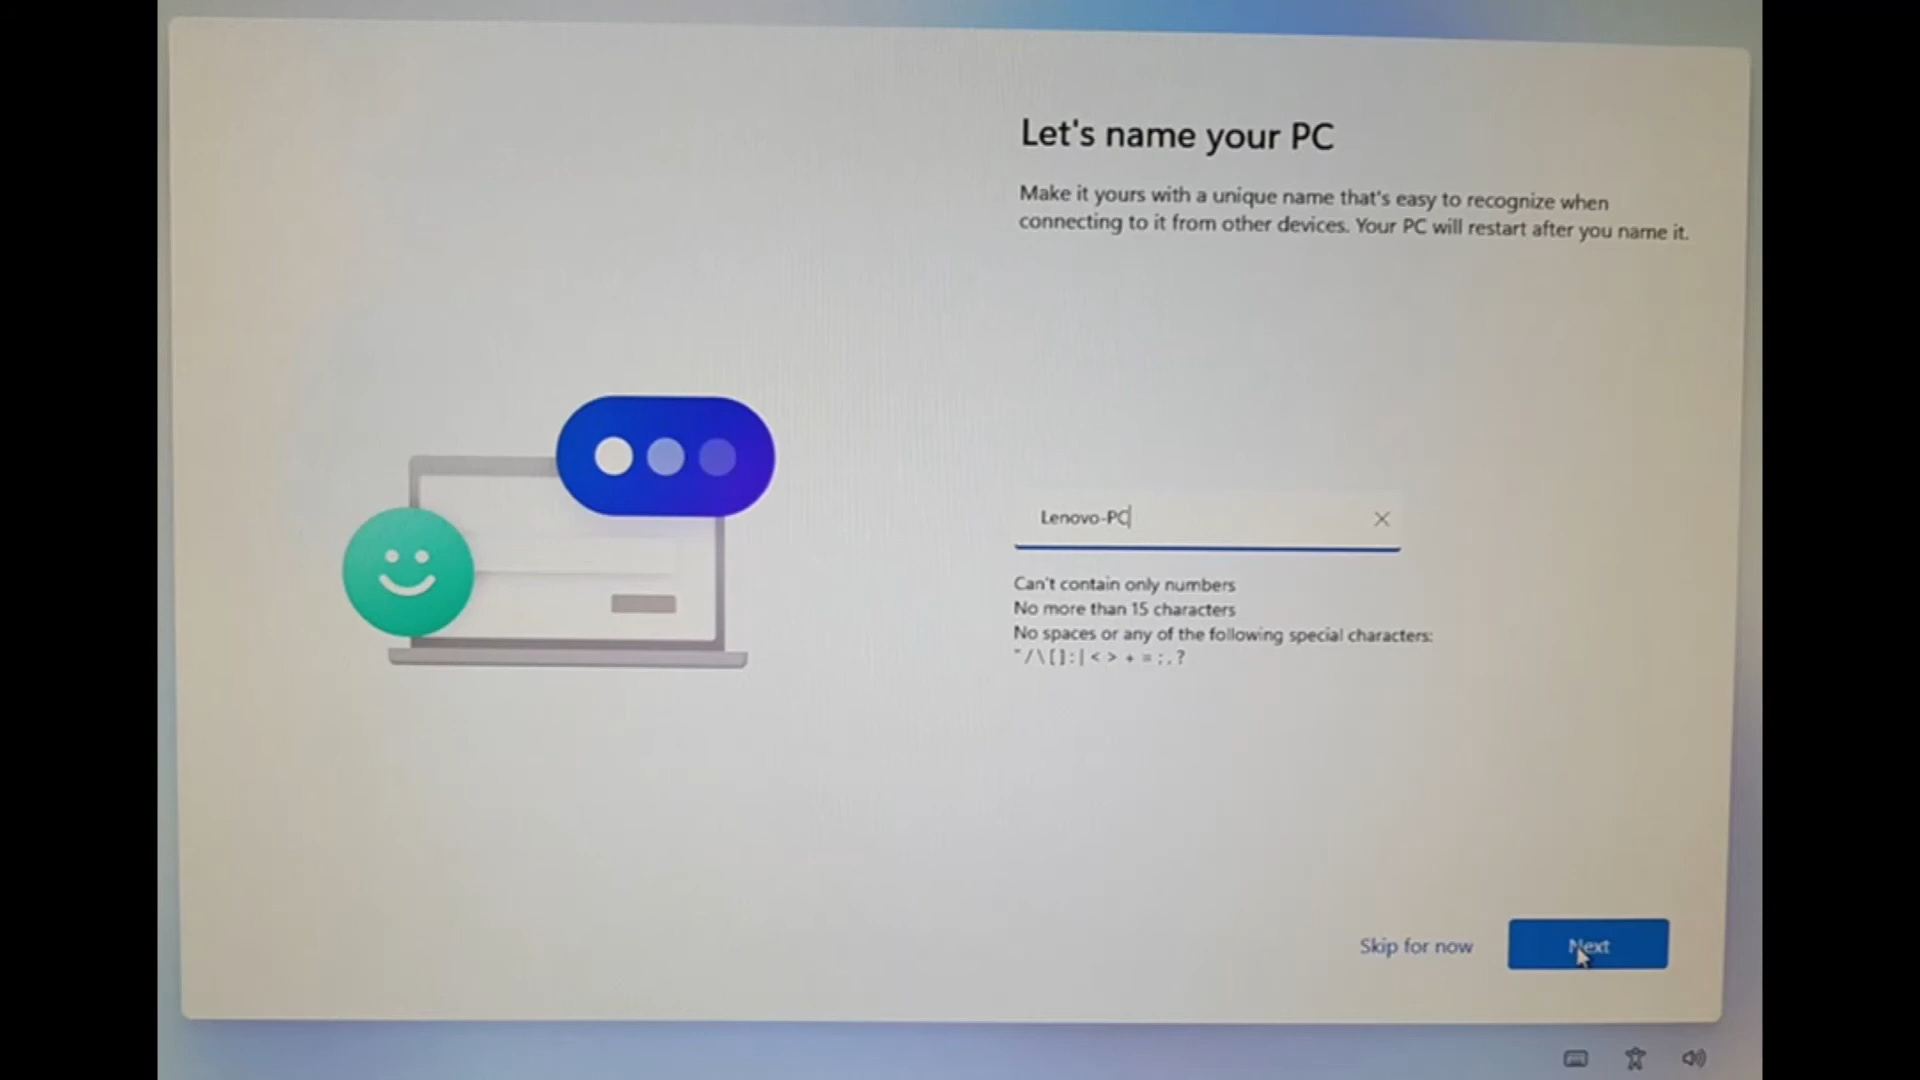 Let's name your PC
Make it yours with a unique name that's easy to recognize when
connecting to it from other devices. Your PC will restart after you name it.
Lenovo-PC
Can't contain only numbers
No more than 15 characters
No spaces or any of the following special characters:
"/\[]:|<>+=;,?
Skip for now
Next